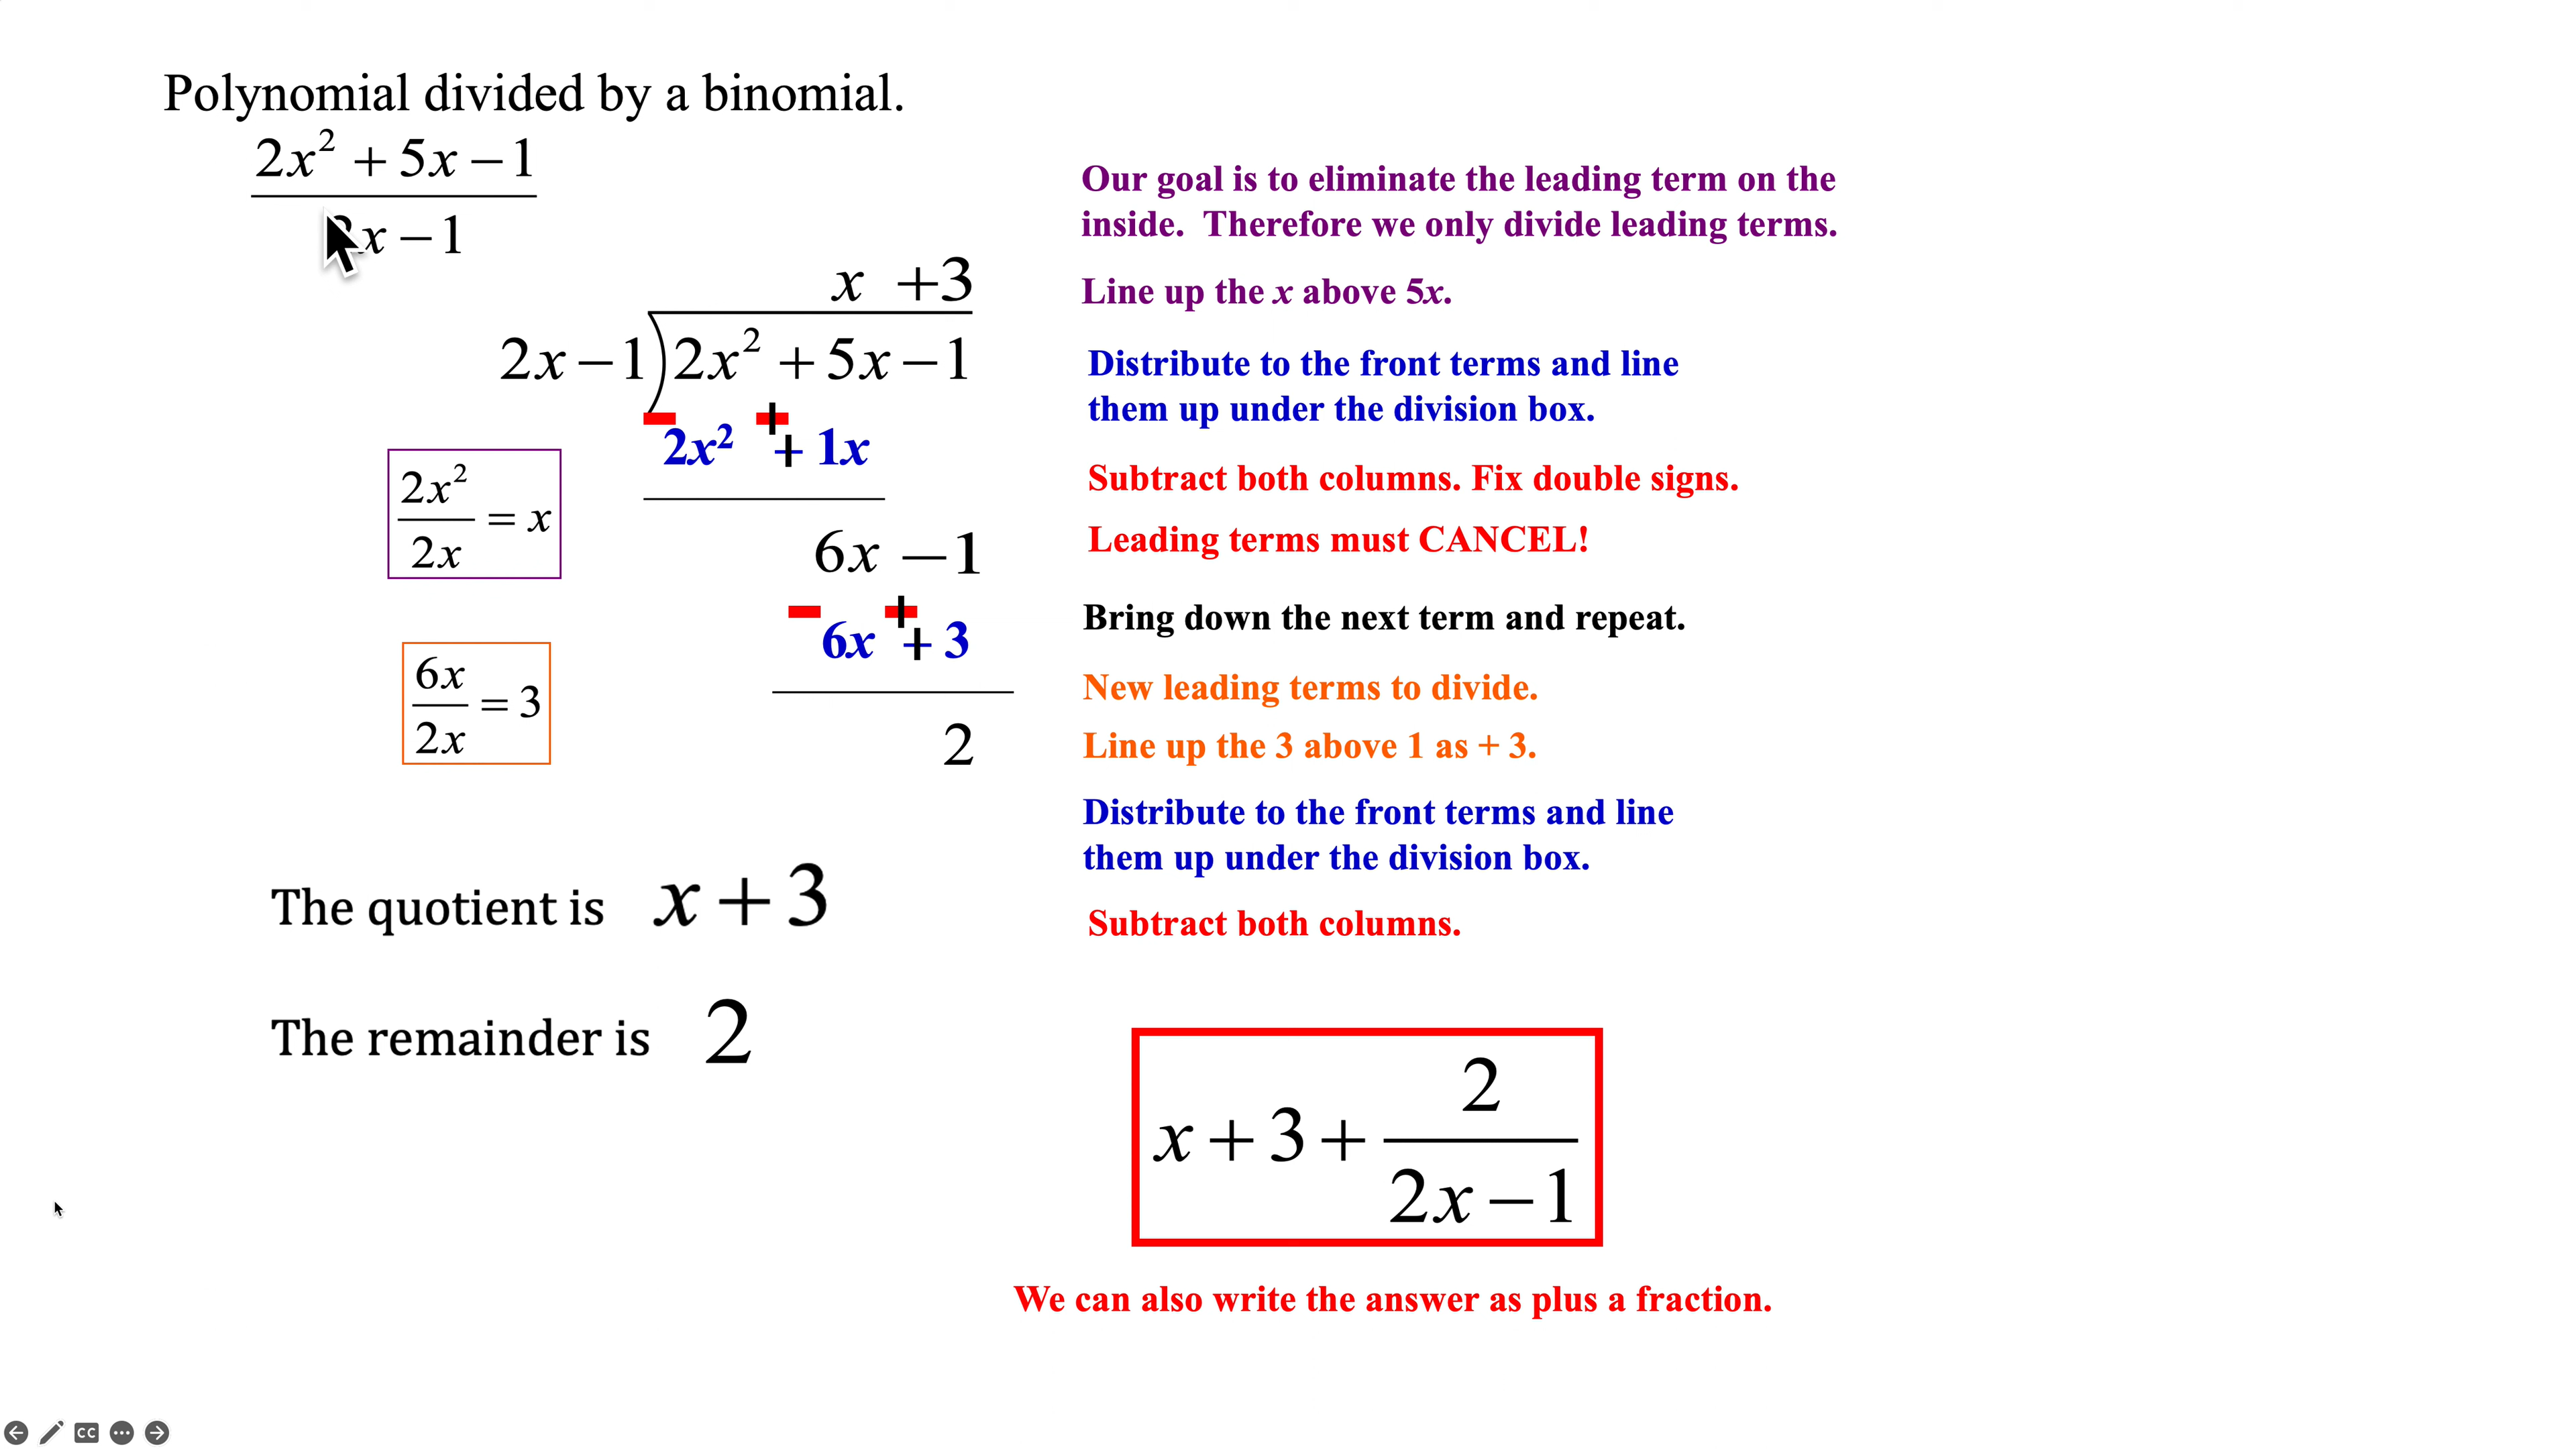 Polynomial divided by a binomial.
2x² + 5x − 1
x − 1
x +3
2x − 1)2x² + 5x − 1
− +
2x² + 1x
6x − 1
− +
6x + 3
2
2x²
= x
2x
6x
= 3
2x
The quotient is x + 3
The remainder is 2
Our goal is to eliminate the leading term on the
inside. Therefore we only divide leading terms.
Line up the x above 5x.
Distribute to the front terms and line
them up under the division box.
Subtract both columns. Fix double signs.
Leading terms must CANCEL!
Bring down the next term and repeat.
New leading terms to divide.
Line up the 3 above 1 as + 3.
Distribute to the front terms and line
them up under the division box.
Subtract both columns.
2
x + 3 +
2x − 1
We can also write the answer as plus a fraction.
CC